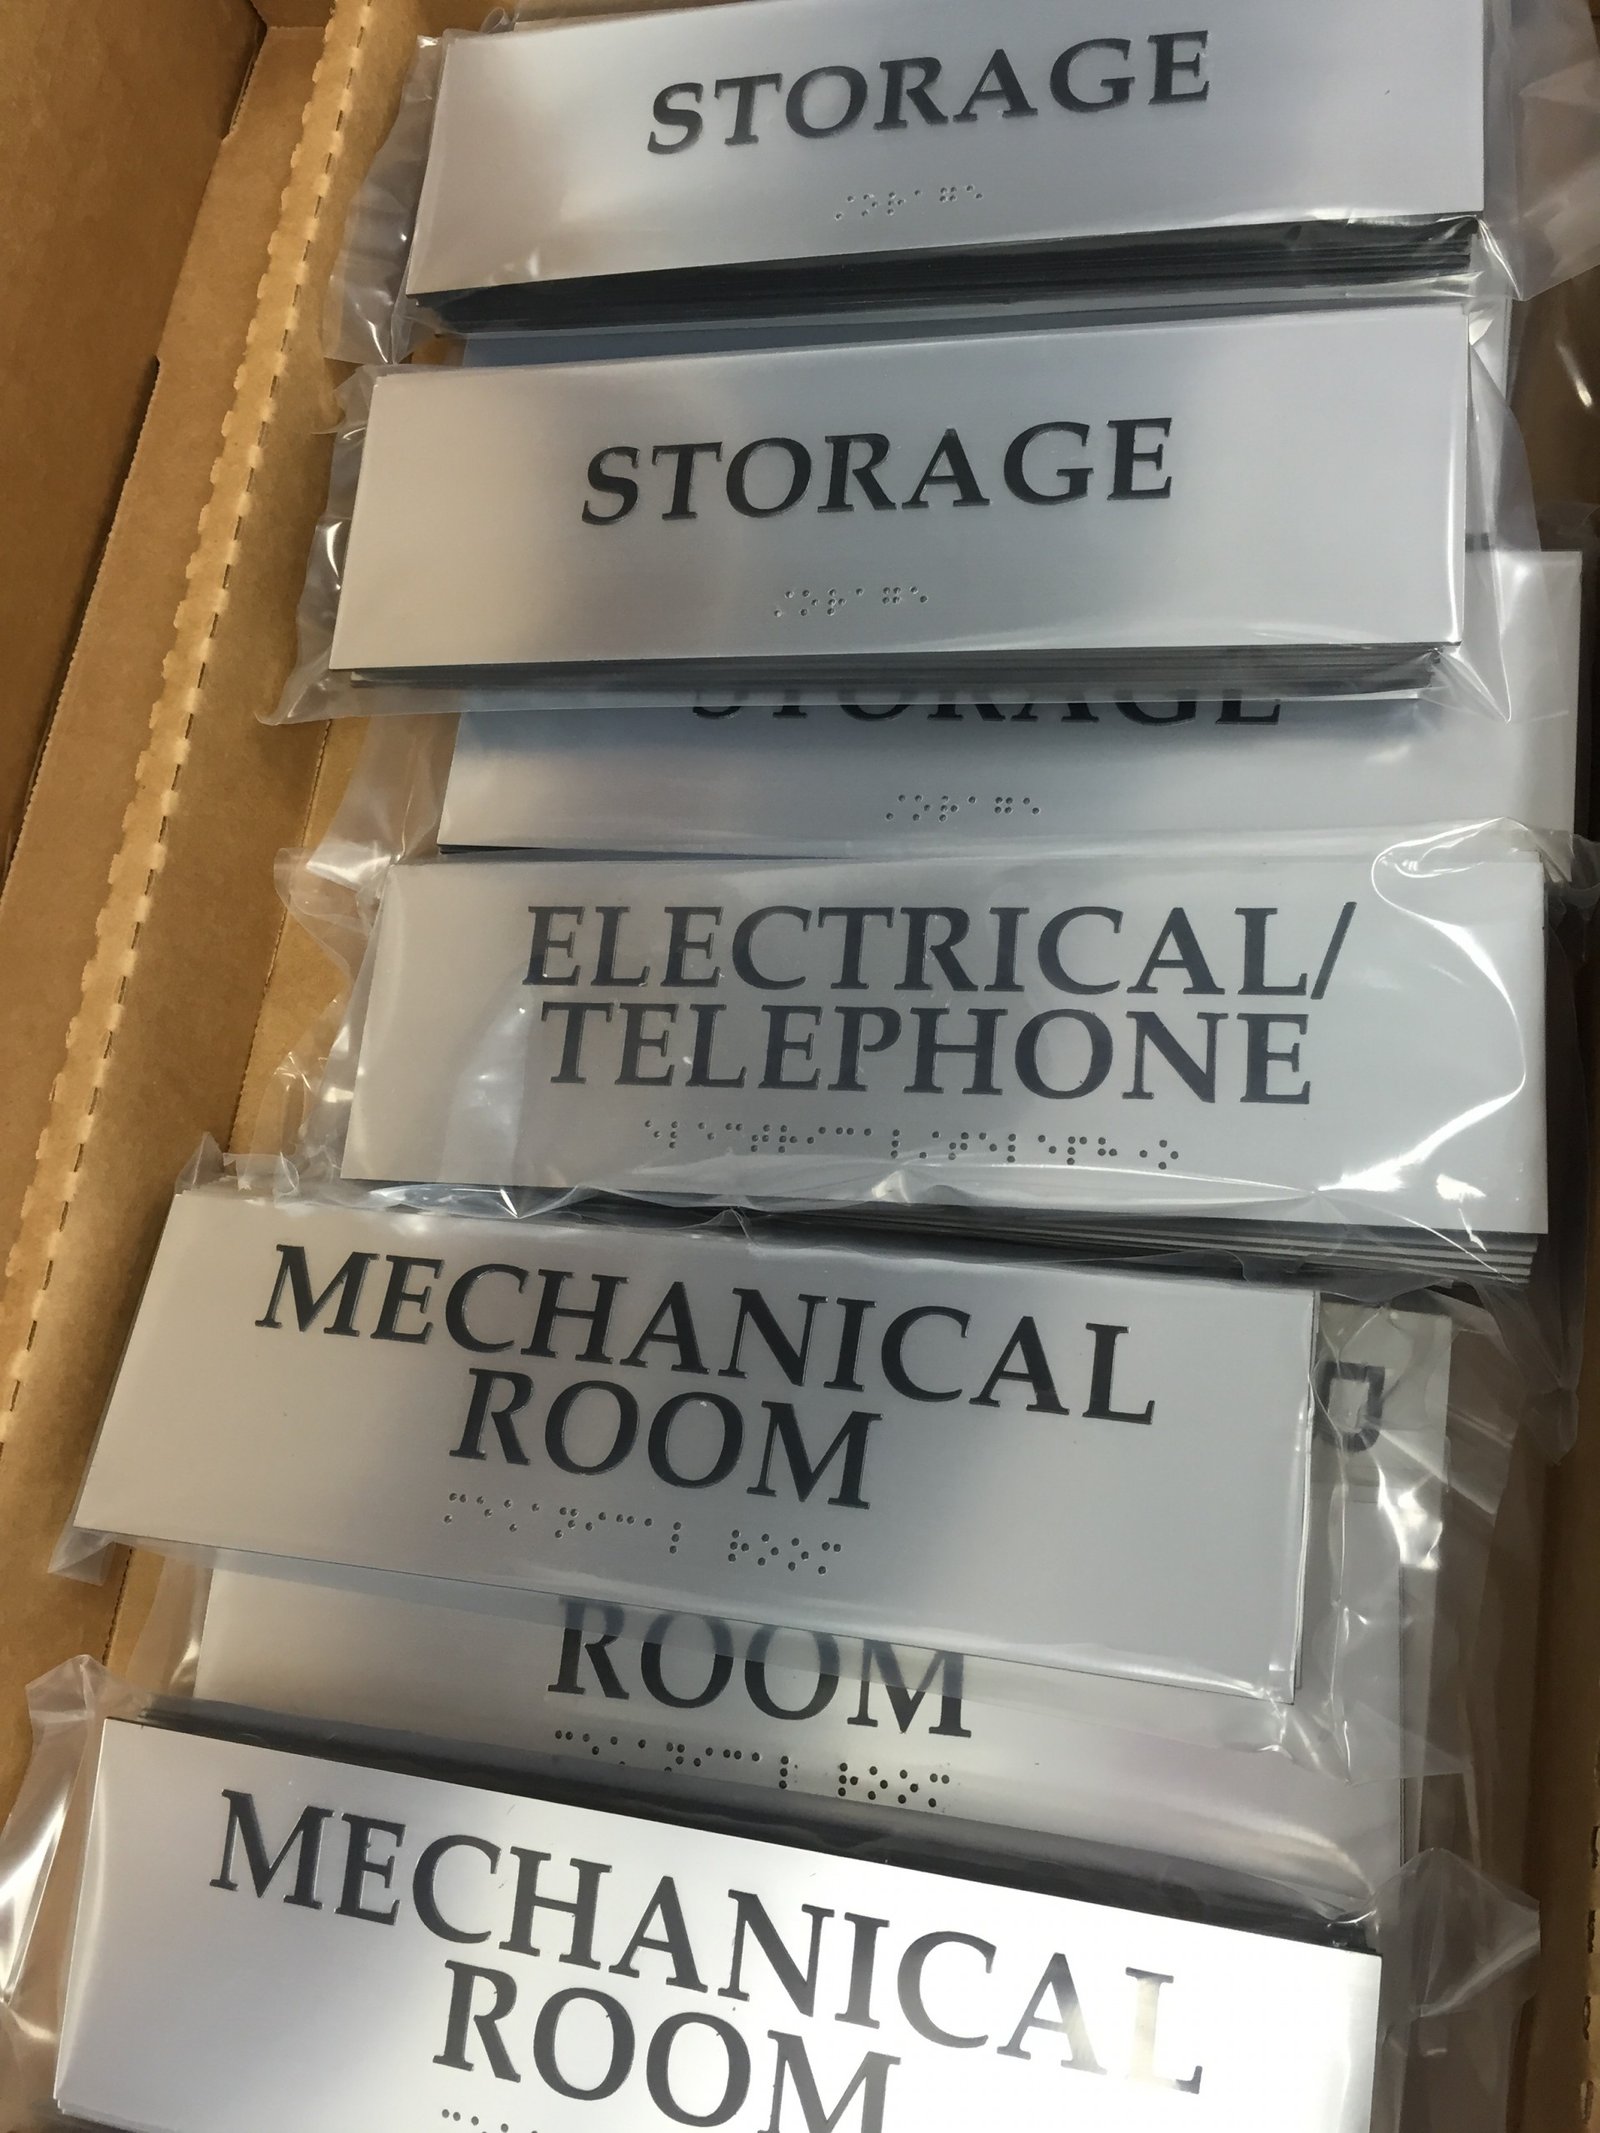 STORAGE
STORAGE
STORAGE
ELECTRICAL/
TELEPHONE
MECHANICAL
ROOM
ROOM
MECHANICAL
ROOM